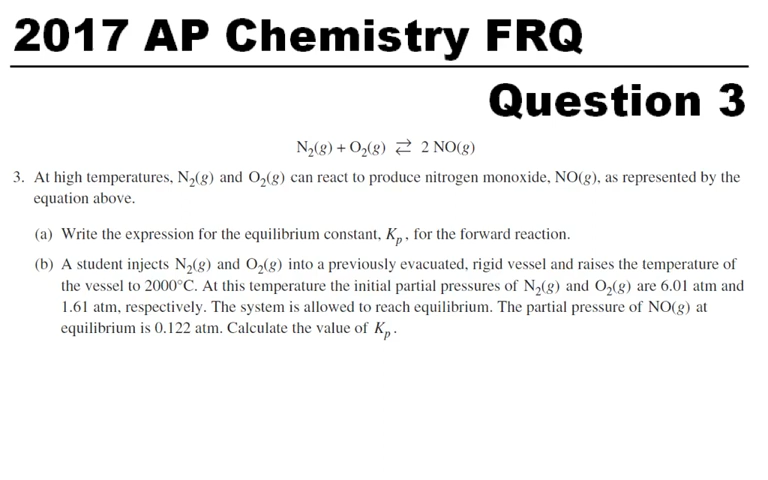 2017 AP Chemistry FRQ
Question 3
N₂(g) + O₂(g) ⇄ 2 NO(g)
3. At high temperatures, N₂(g) and O₂(g) can react to produce nitrogen monoxide, NO(g), as represented by the
equation above.
(a) Write the expression for the equilibrium constant, Kₚ, for the forward reaction.
(b) A student injects N₂(g) and O₂(g) into a previously evacuated, rigid vessel and raises the temperature of
the vessel to 2000°C. At this temperature the initial partial pressures of N₂(g) and O₂(g) are 6.01 atm and
1.61 atm, respectively. The system is allowed to reach equilibrium. The partial pressure of NO(g) at
equilibrium is 0.122 atm. Calculate the value of Kₚ.